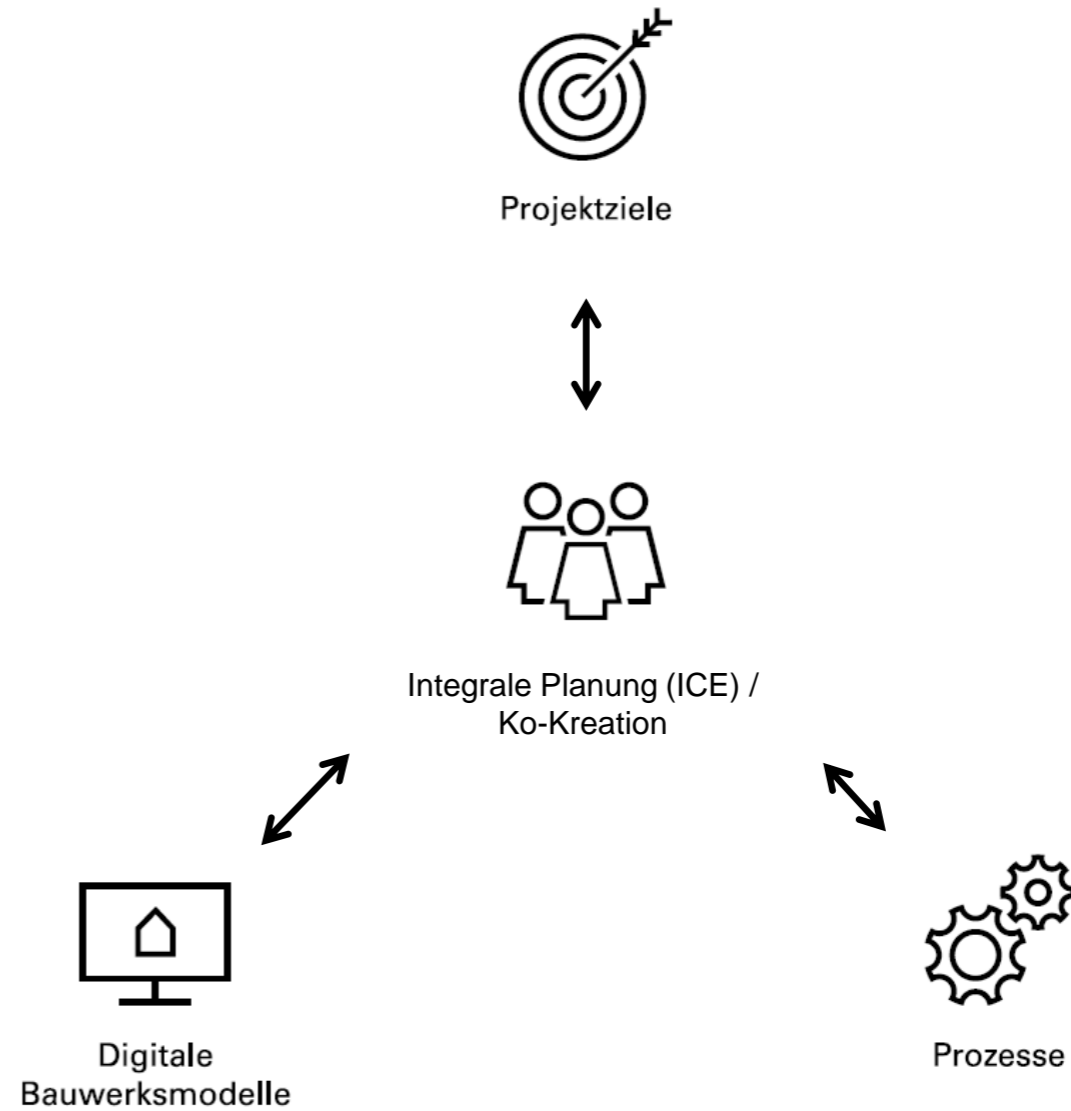 Projektziele
Integrale Planung (ICE) /
Ko-Kreation
Digitale
Bauwerksmodelle
Prozesse